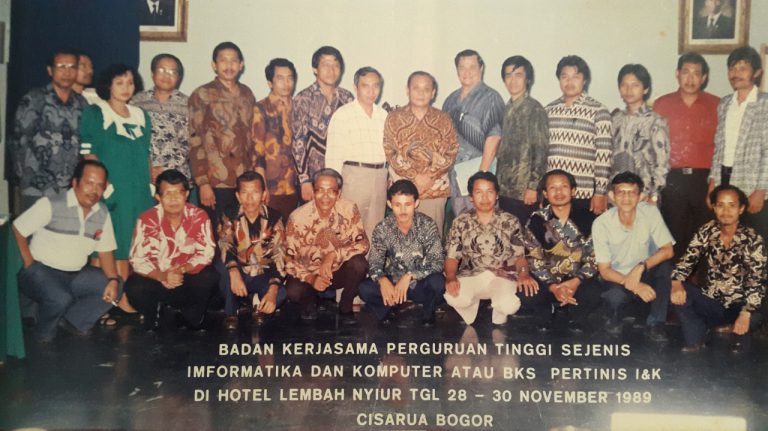 BADAN KERJASAMA PERGURUAN TINGGI SEJENIS
IMFORMATIKA DAN KOMPUTER ATAU BKS PERTINIS I&K
DI HOTEL LEMBAH NYIUR TGL 28 – 30 NOVEMBER 1989
CISARUA BOGOR